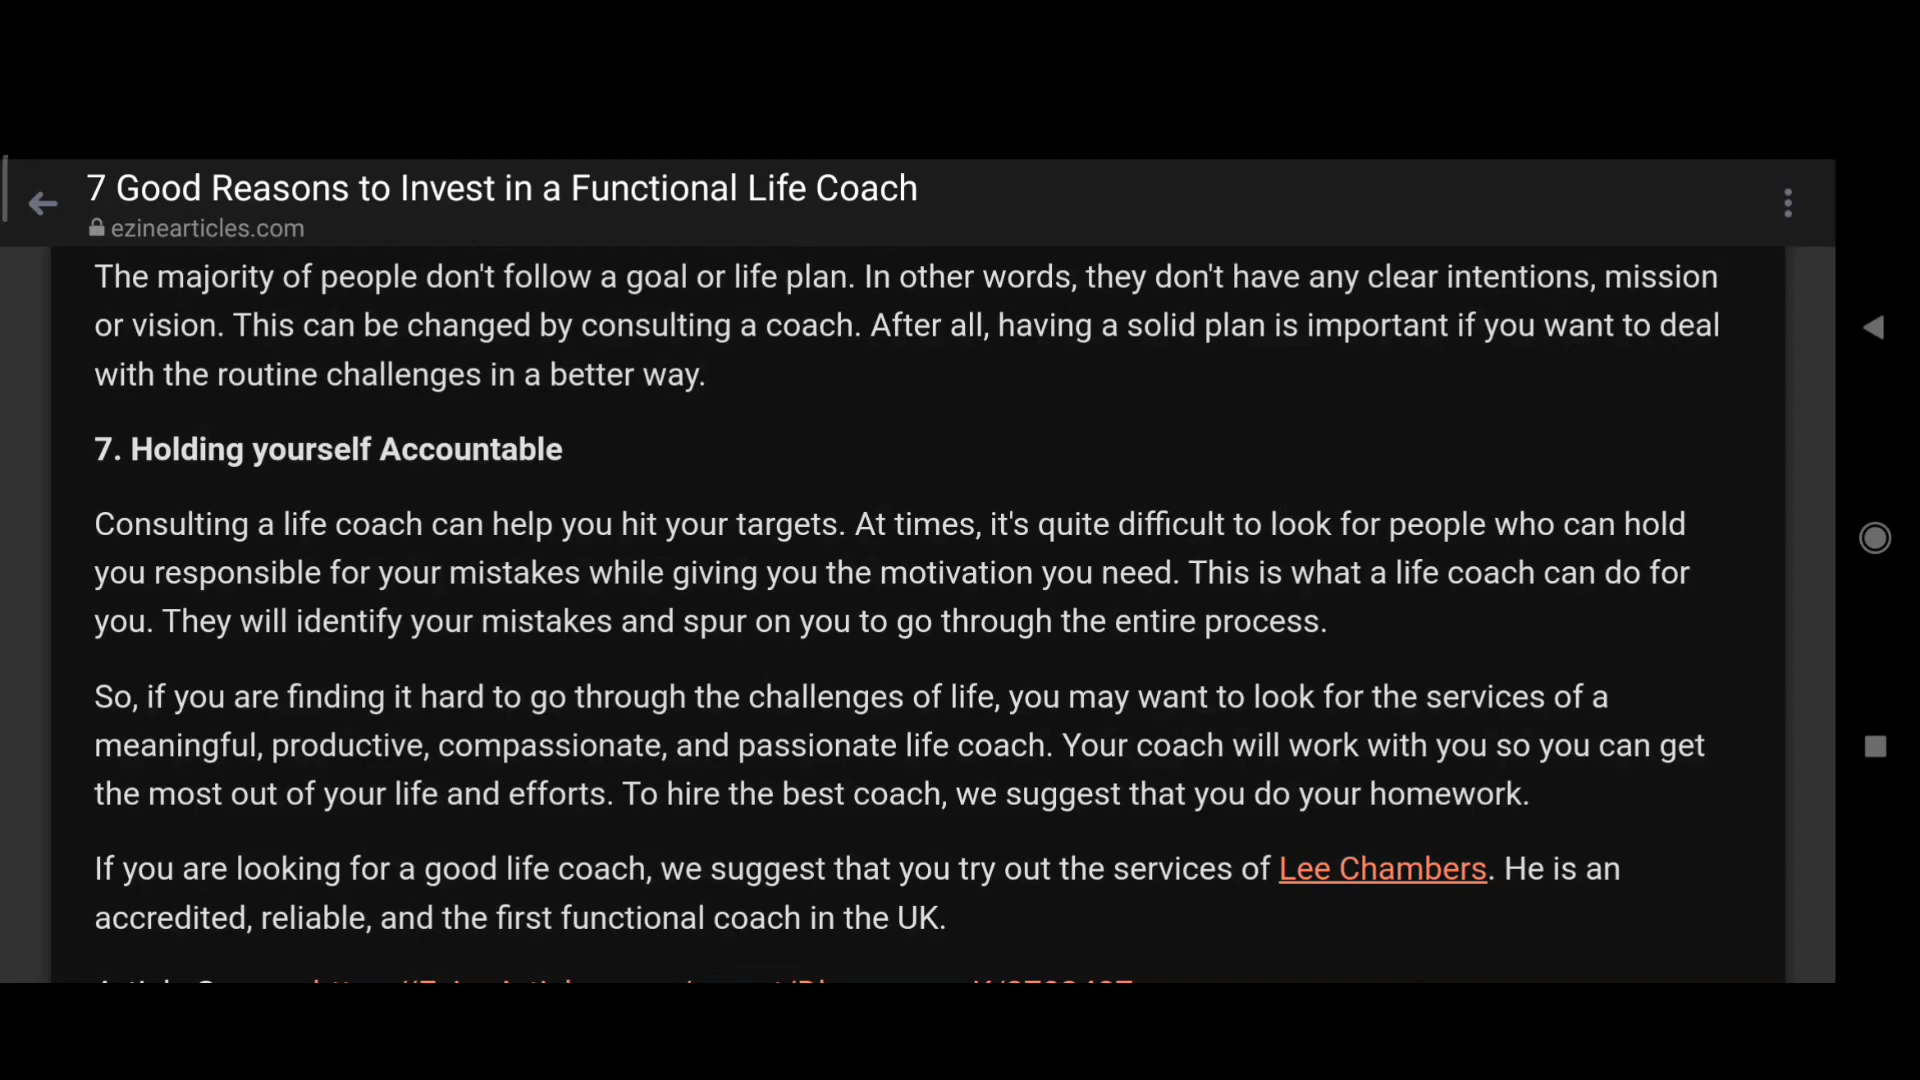 7 Good Reasons to Invest in a Functional Life Coach
ezinearticles.com
The majority of people don't follow a goal or life plan. In other words, they don't have any clear intentions, mission
or vision. This can be changed by consulting a coach. After all, having a solid plan is important if you want to deal
with the routine challenges in a better way.
7. Holding yourself Accountable
Consulting a life coach can help you hit your targets. At times, it's quite difficult to look for people who can hold
you responsible for your mistakes while giving you the motivation you need. This is what a life coach can do for
you. They will identify your mistakes and spur on you to go through the entire process.
So, if you are finding it hard to go through the challenges of life, you may want to look for the services of a
meaningful, productive, compassionate, and passionate life coach. Your coach will work with you so you can get
the most out of your life and efforts. To hire the best coach, we suggest that you do your homework.
If you are looking for a good life coach, we suggest that you try out the services of Lee Chambers. He is an
accredited, reliable, and the first functional coach in the UK.